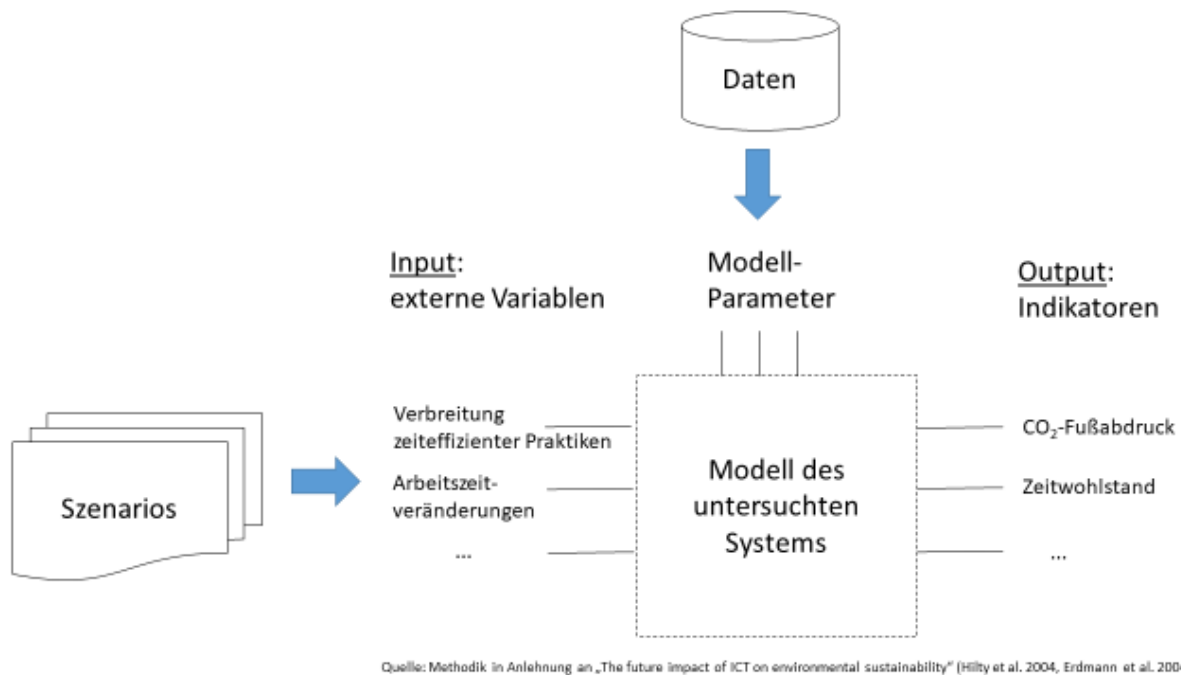 Daten
Input:
externe Variablen
Modell-
Parameter
Output:
Indikatoren
Szenarios
Verbreitung
zeiteffizienter Praktiken
Arbeitszeit-
veränderungen
...
Modell des
untersuchten
Systems
CO₂-Fußabdruck
Zeitwohlstand
...
Quelle: Methodik in Anlehnung an „The future impact of ICT on environmental sustainability“ (Hilty et al. 2004, Erdmann et al.